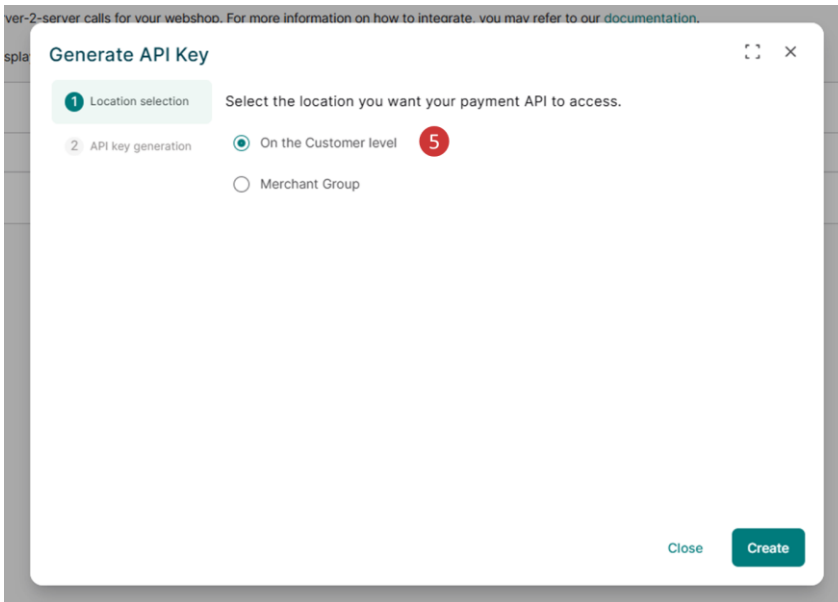 ver-2-server calls for your webshop. For more information on how to integrate, you may refer to our documentation.
spla
Generate API Key
1 Location selection
Select the location you want your payment API to access.
2 API key generation
On the Customer level 5
Merchant Group
Close Create